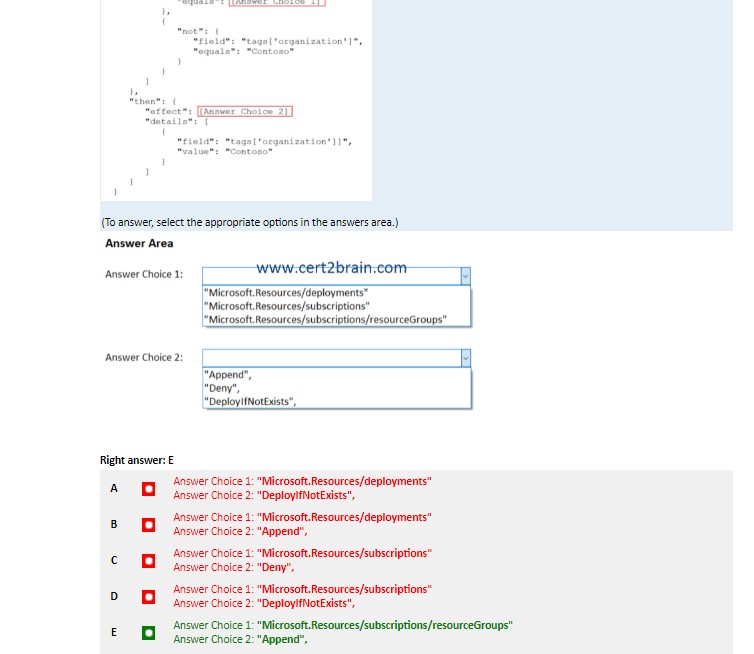 "equals": [[Answer Choice 1]]
},
{
"not": {
"field": "tags['organization']",
"equals": "Contoso"
}
}
]
},
"then": {
"effect": [[Answer Choice 2]]
"details": [
{
"field": "tags['organization']]",
"value": "Contoso"
}
]
}
}
(To answer, select the appropriate options in the answers area.)
Answer Area
www.cert2brain.com
Answer Choice 1:
"Microsoft.Resources/deployments"
"Microsoft.Resources/subscriptions"
"Microsoft.Resources/subscriptions/resourceGroups"
Answer Choice 2:
"Append",
"Deny",
"DeployIfNotExists",
Right answer: E
A
Answer Choice 1: "Microsoft.Resources/deployments"
Answer Choice 2: "DeployIfNotExists",
B
Answer Choice 1: "Microsoft.Resources/deployments"
Answer Choice 2: "Append",
C
Answer Choice 1: "Microsoft.Resources/subscriptions"
Answer Choice 2: "Deny",
D
Answer Choice 1: "Microsoft.Resources/subscriptions"
Answer Choice 2: "DeployIfNotExists",
E
Answer Choice 1: "Microsoft.Resources/subscriptions/resourceGroups"
Answer Choice 2: "Append",